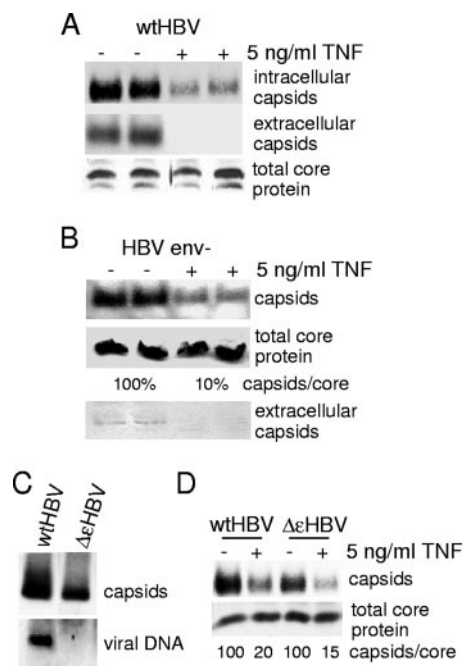 A
wtHBV
- - + + 5 ng/ml TNF
intracellular
capsids
extracellular
capsids
total core
protein
B
HBV env-
- - + + 5 ng/ml TNF
capsids
total core
protein
100% 10% capsids/core
extracellular
capsids
C
wtHBV ΔεHBV
capsids
viral DNA
D
wtHBV ΔεHBV
- + - + 5 ng/ml TNF
capsids
total core
protein
100 20 100 15 capsids/core